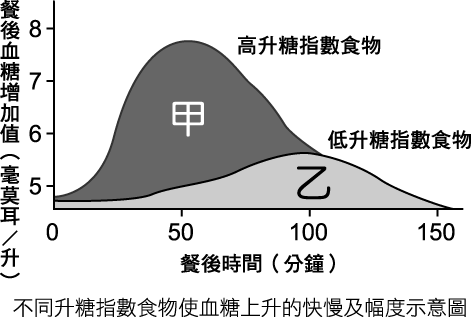 餐後血糖增加值(毫莫耳/升)
8
7
6
5
高升糖指數食物
低升糖指數食物
甲
乙
0 50 100 150
餐後時間(分鐘)
不同升糖指數食物使血糖上升的快慢及幅度示意圖